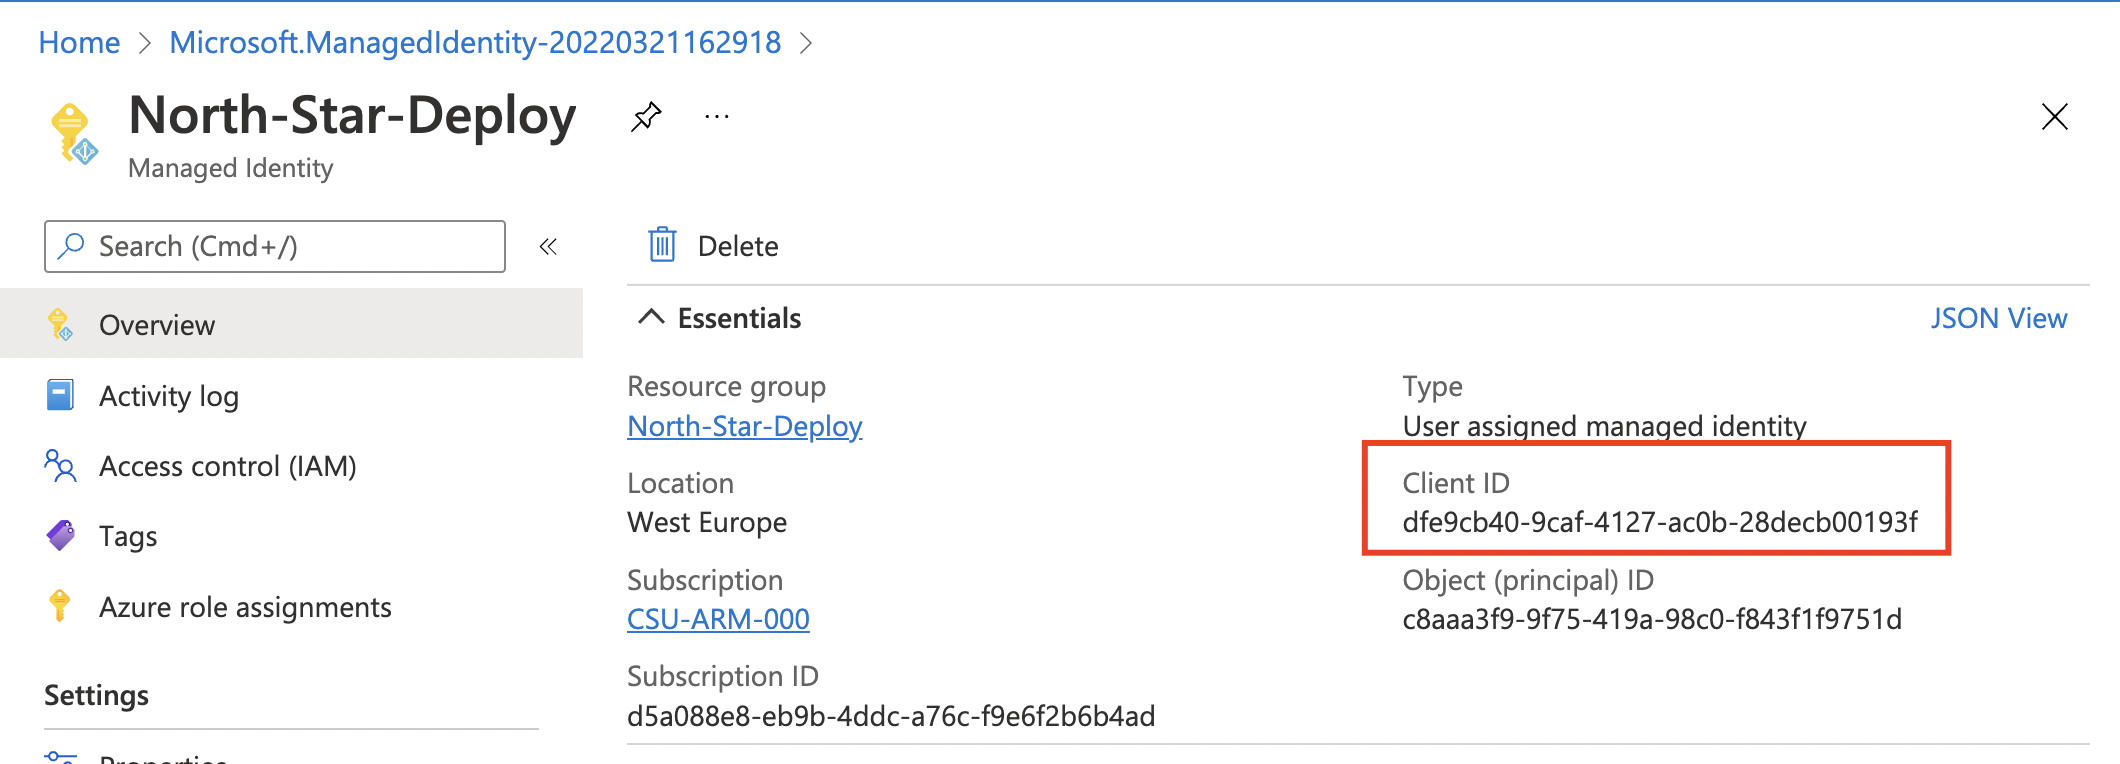 Home > Microsoft.ManagedIdentity-20220321162918 >
North-Star-Deploy ...
Managed Identity
Search (Cmd+/) «
Overview
Activity log
Access control (IAM)
Tags
Azure role assignments
Settings
Properties
Delete
Essentials
JSON View
Resource group
North-Star-Deploy
Location
West Europe
Subscription
CSU-ARM-000
Subscription ID
d5a088e8-eb9b-4ddc-a76c-f9e6f2b6b4ad
Type
User assigned managed identity
Client ID
dfe9cb40-9caf-4127-ac0b-28decb00193f
Object (principal) ID
c8aaa3f9-9f75-419a-98c0-f843f1f9751d